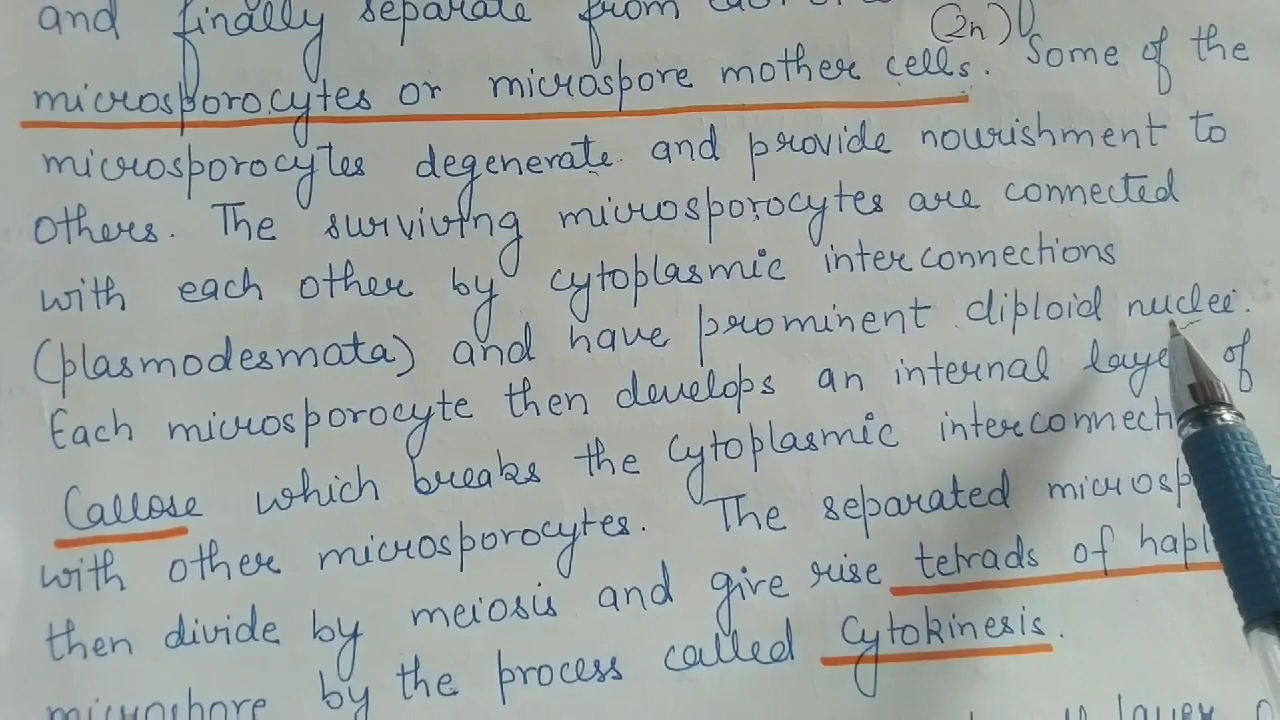 and finally separate from
(2n)
microsporocytes or microspore mother cells. Some of the
microsporocytes degenerate and provide nourishment to
others. The surviving microsporocytes are connected
with each other by cytoplasmic interconnections
(plasmodesmata) and have prominent diploid nuclei.
Each microsporocyte then develops an internal laye of
Callose which breaks the cytoplasmic interconnecti
with other microsporocytes. The separated microsp
then divide by meiosis and give rise tetrads of hapl
microspore by the process called Cytokinesis.
layer